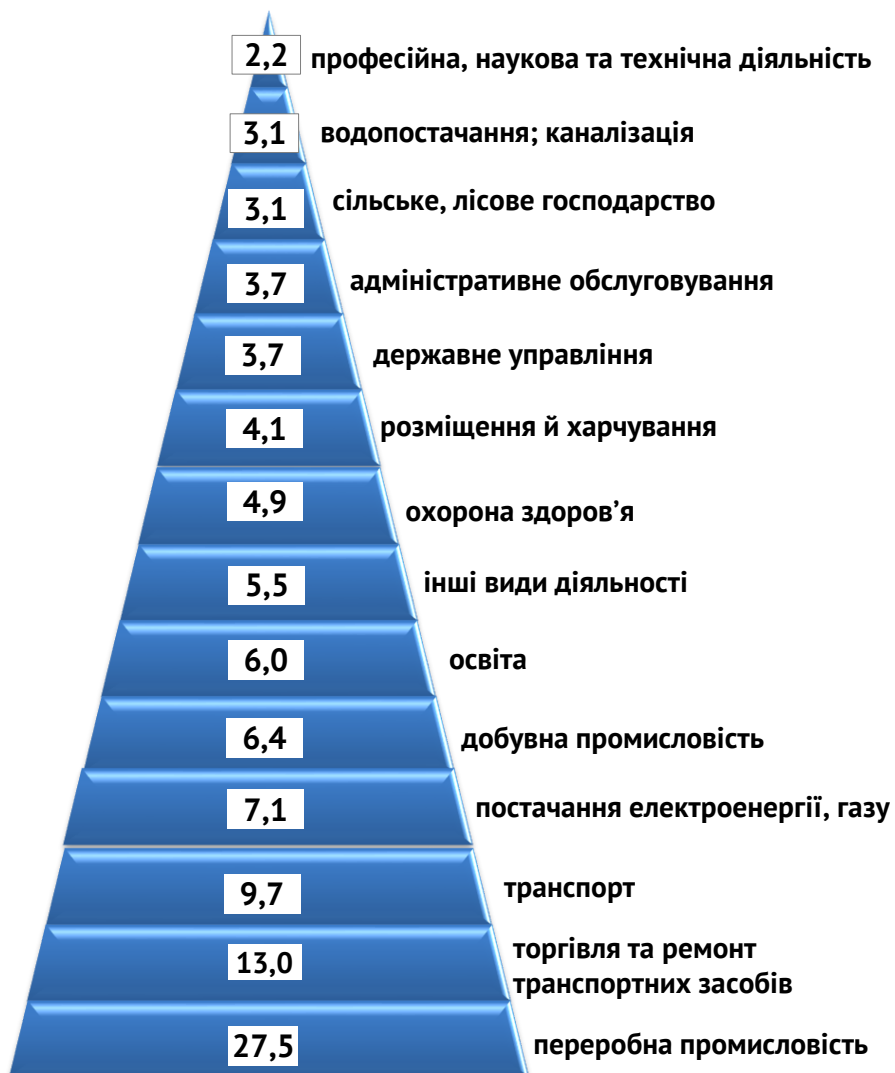 2,2 професійна, наукова та технічна діяльність
3,1 водопостачання; каналізація
3,1 сільське, лісове господарство
3,7 адміністративне обслуговування
3,7 державне управління
4,1 розміщення й харчування
4,9 охорона здоров’я
5,5 інші види діяльності
6,0 освіта
6,4 добувна промисловість
7,1 постачання електроенергії, газу
9,7 транспорт
13,0 торгівля та ремонт
транспортних засобів
27,5 переробна промисловість